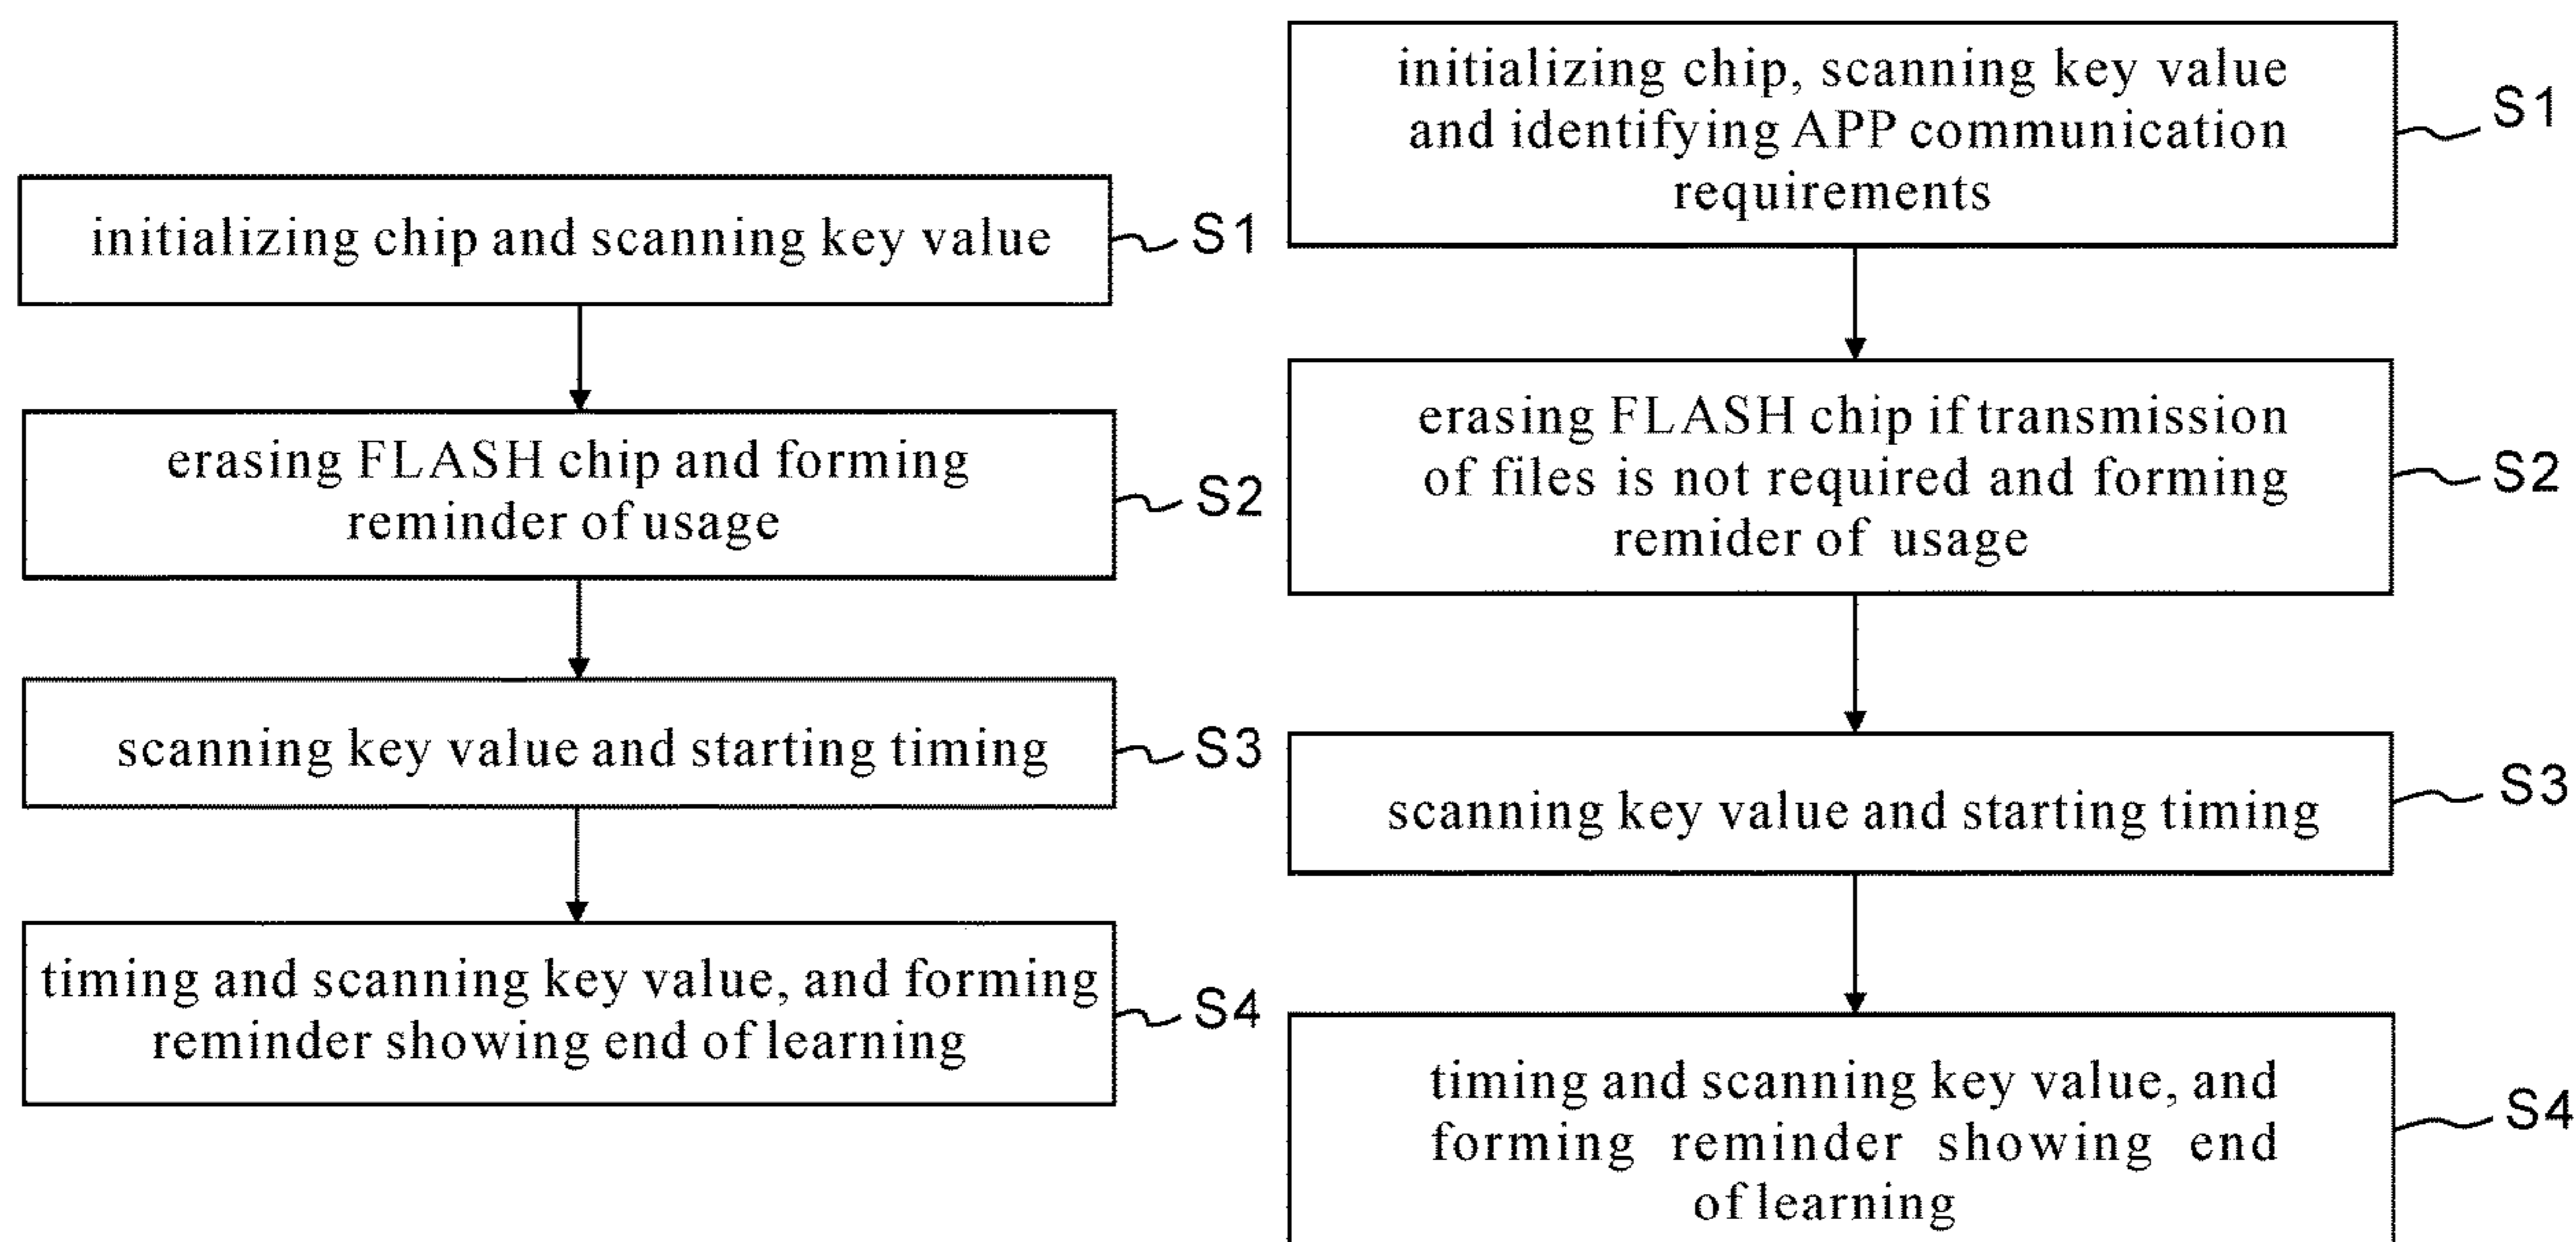 initializing chip and scanning key value
S1
erasing FLASH chip and forming
reminder of usage
S2
scanning key value and starting timing
S3
timing and scanning key value, and forming
reminder showing end of learning
S4
initializing chip, scanning key value
and identifying APP communication
requirements
S1
erasing FLASH chip if transmission
of files is not required and forming
remider of usage
S2
scanning key value and starting timing
S3
timing and scanning key value, and
forming reminder showing end
of learning
S4